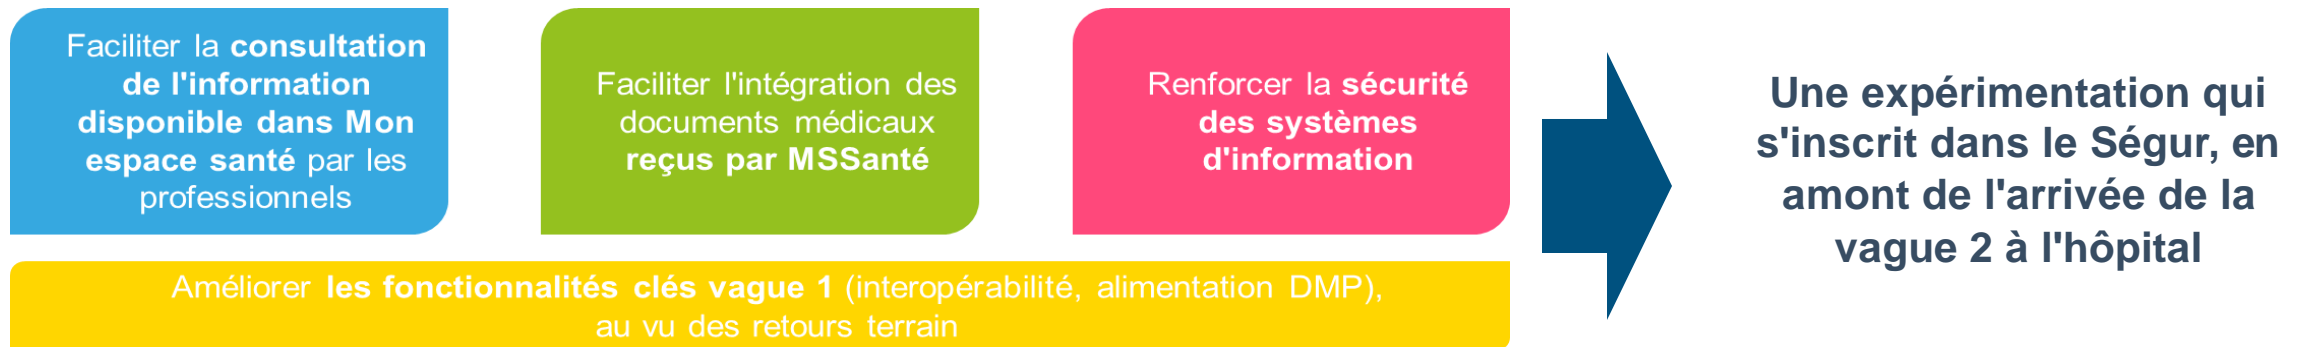 Faciliter la consultation
de l'information
disponible dans Mon
espace santé par les
professionnels
Faciliter l'intégration des
documents médicaux
reçus par MSSanté
Renforcer la sécurité
des systèmes
d'information
Améliorer les fonctionnalités clés vague 1 (interopérabilité, alimentation DMP),
au vu des retours terrain
Une expérimentation qui
s'inscrit dans le Ségur, en
amont de l'arrivée de la
vague 2 à l'hôpital